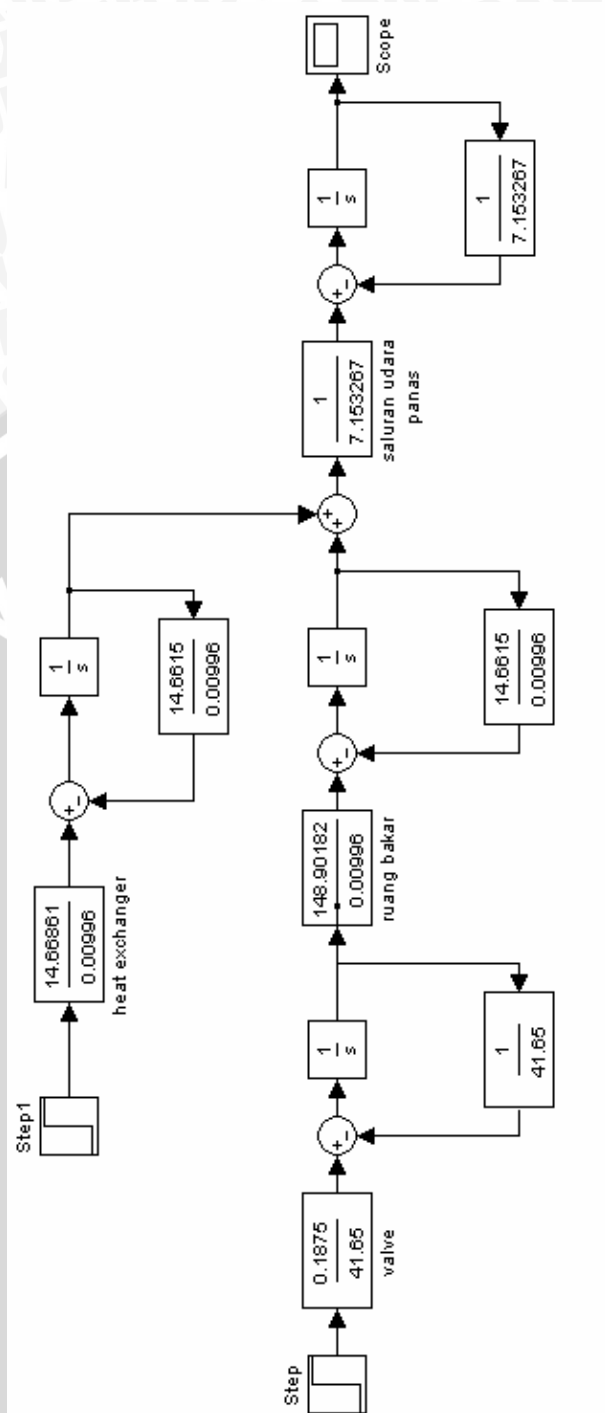 Step1
14.66861
0.00996
heat exchanger
+
-
1
s
14.6615
0.00996
Step
0.1875
41.65
valve
+
-
1
s
1
41.65
148.90182
0.00996
ruang bakar
+
-
1
s
14.6615
0.00996
+
+
1
7.153267
saluran udara
panas
+
-
1
s
1
7.153267
Scope